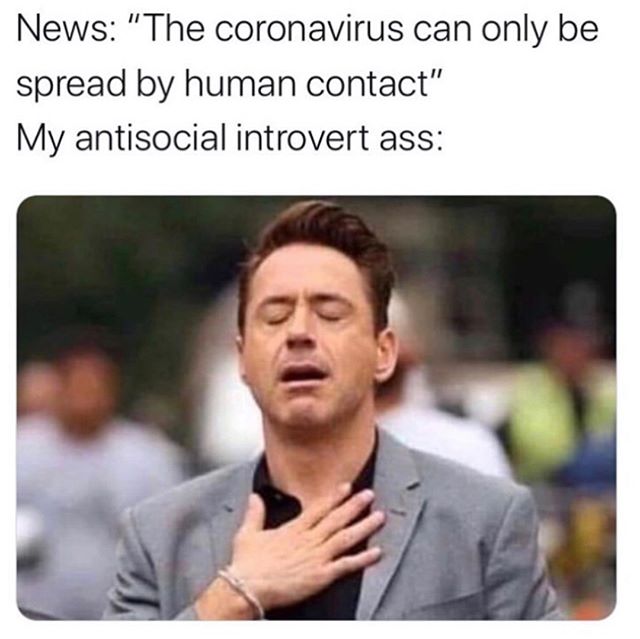 News: "The coronavirus can only be
spread by human contact"
My antisocial introvert ass: